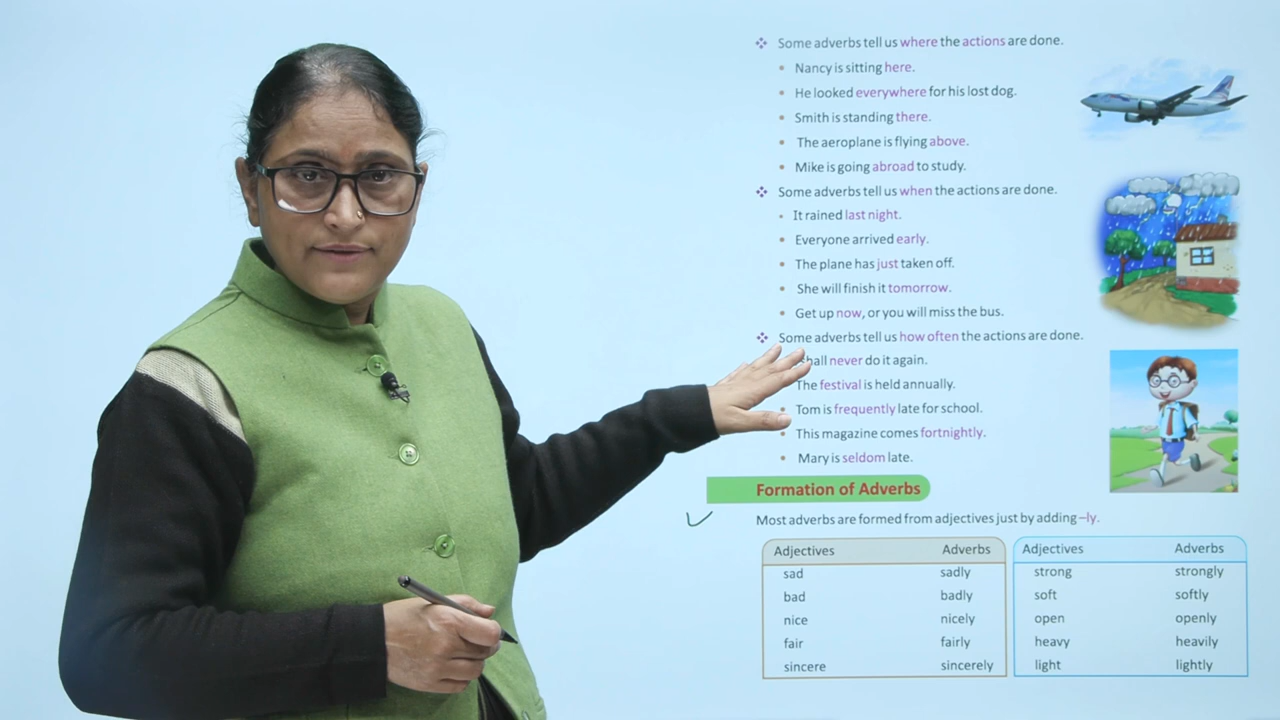 Some adverbs tell us where the actions are done.
Nancy is sitting here.
He looked everywhere for his lost dog.
Smith is standing there.
The aeroplane is flying above.
Mike is going abroad to study.
Some adverbs tell us when the actions are done.
It rained last night.
Everyone arrived early.
The plane has just taken off.
She will finish it tomorrow.
Get up now, or you will miss the bus.
Some adverbs tell us how often the actions are done.
shall never do it again.
The festival is held annually.
Tom is frequently late for school.
This magazine comes fortnightly.
Mary is seldom late.
Formation of Adverbs
Most adverbs are formed from adjectives just by adding –ly.
Adjectives Adverbs
sad sadly
bad badly
nice nicely
fair fairly
sincere sincerely
Adjectives Adverbs
strong strongly
soft softly
open openly
heavy heavily
light lightly